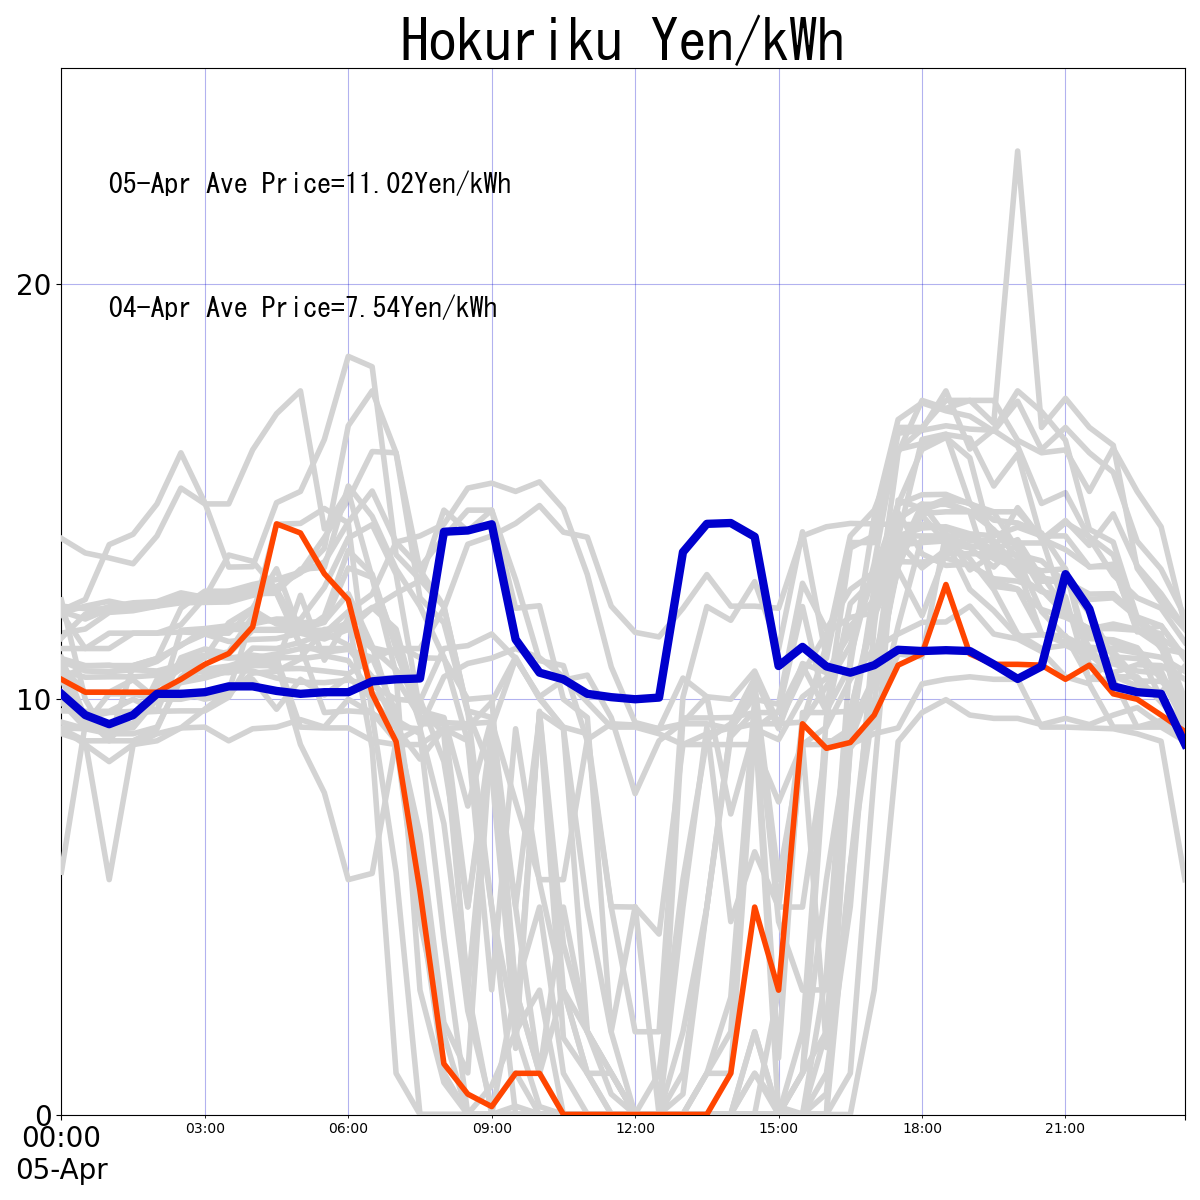 Hokuriku Yen/kWh
05-Apr Ave Price=11.02Yen/kWh
20
04-Apr Ave Price=7.54Yen/kWh
10
0
00:00 03:00 06:00 09:00 12:00 15:00 18:00 21:00
05-Apr